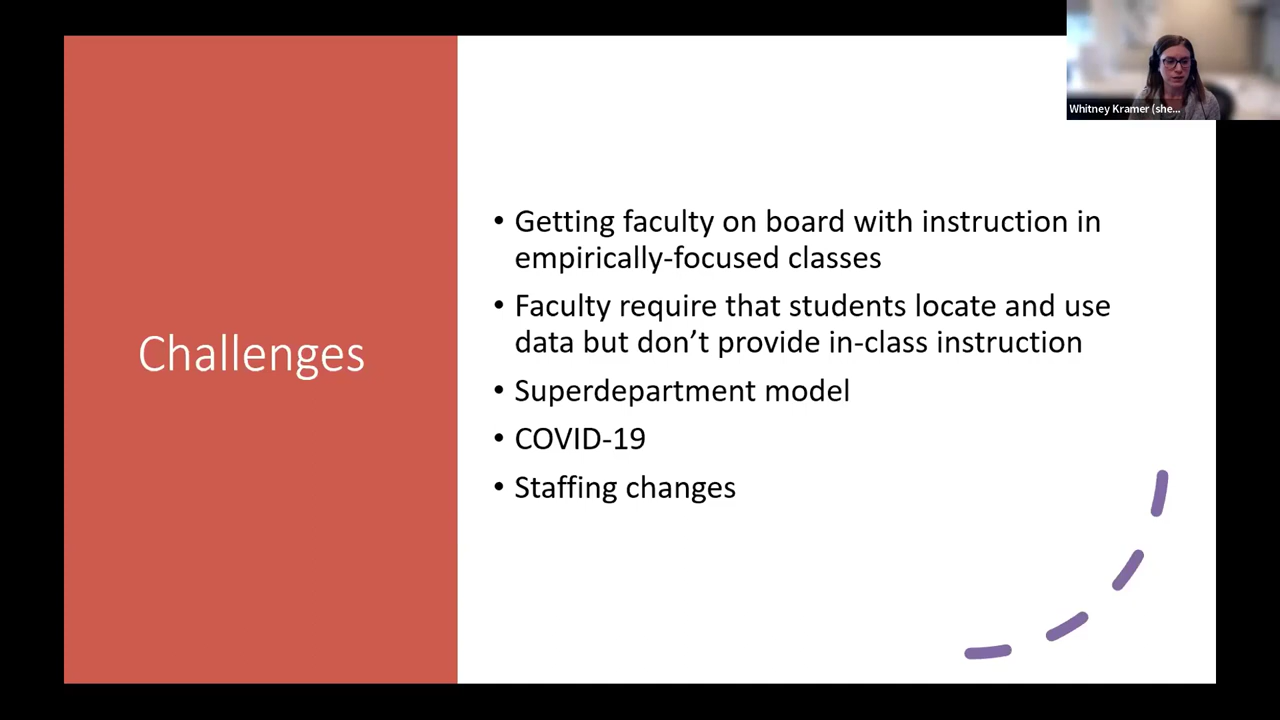 Whitney Kramer (she...
Challenges
• Getting faculty on board with instruction in
empirically-focused classes
• Faculty require that students locate and use
data but don’t provide in-class instruction
• Superdepartment model
• COVID-19
• Staffing changes